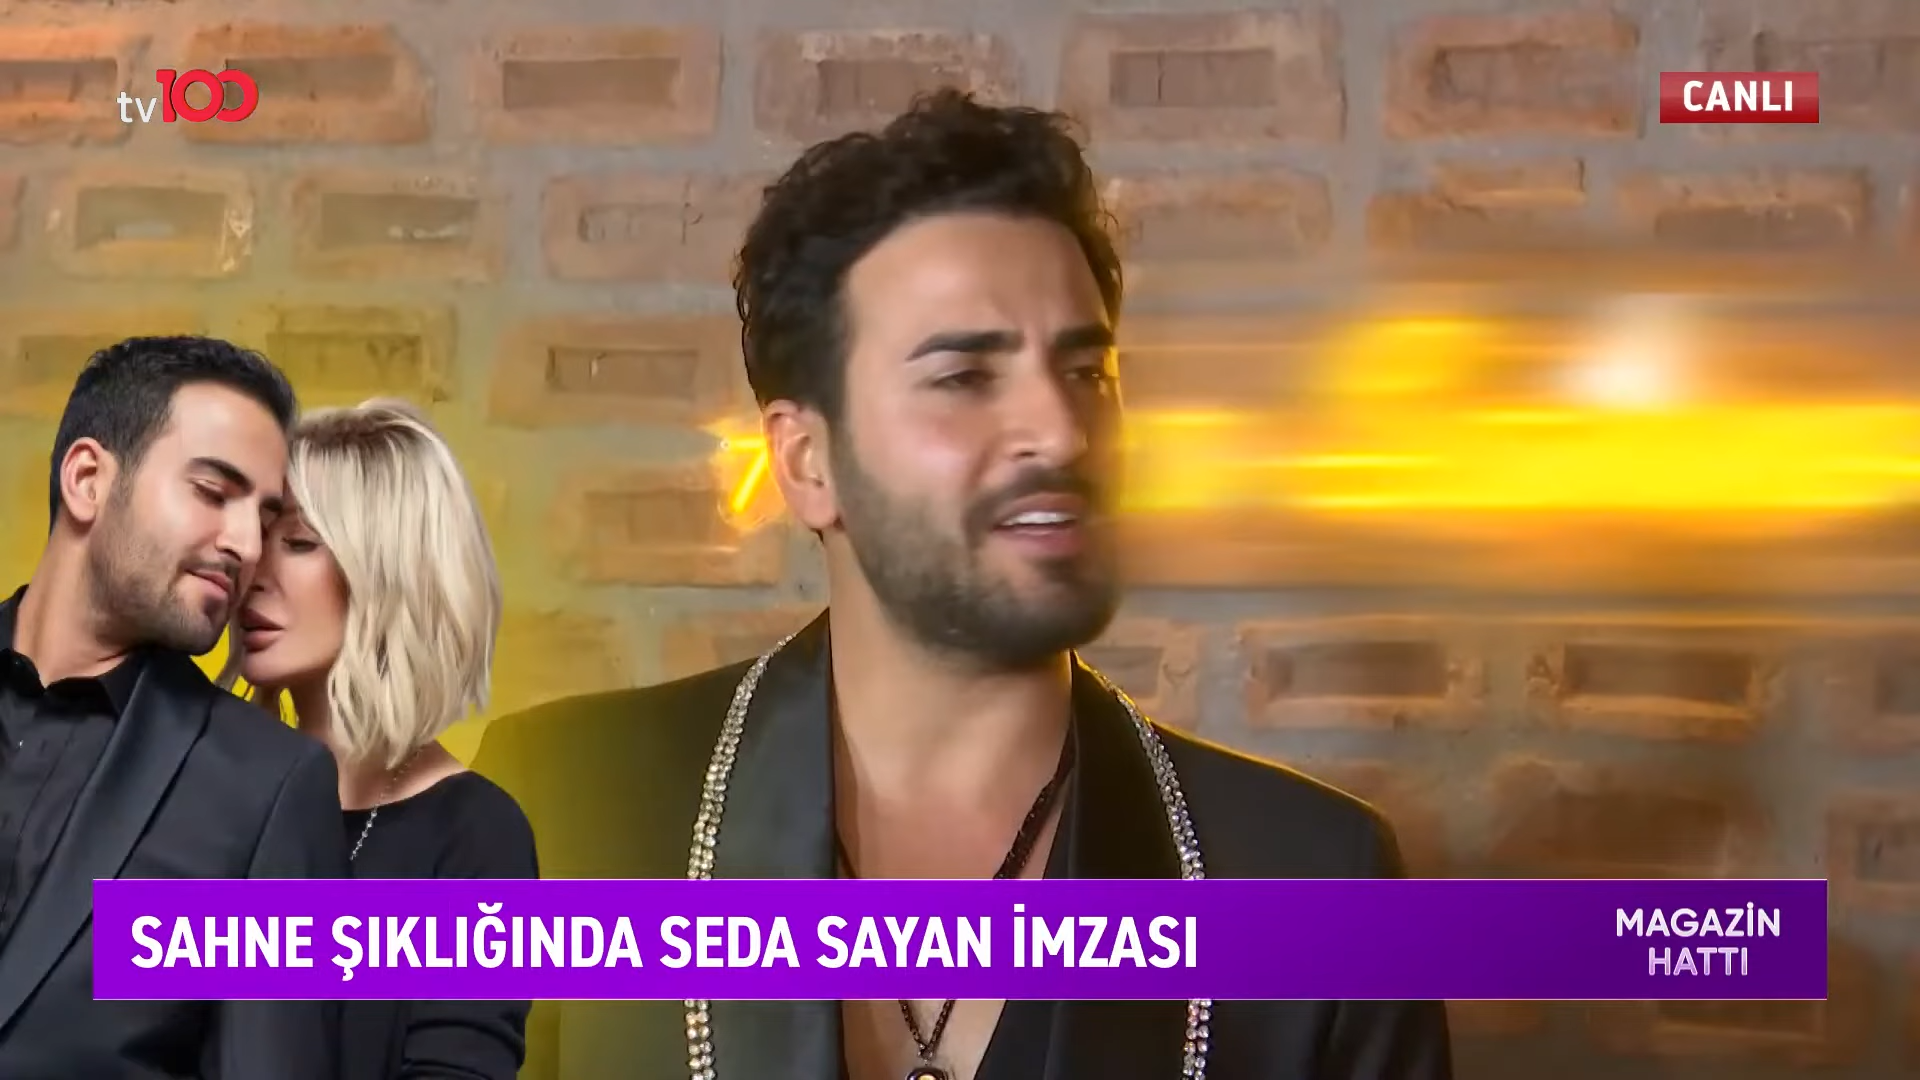 tv100
CANLI
SAHNE ŞIKLIĞINDA SEDA SAYAN İMZASI
MAGAZİN
HATTI